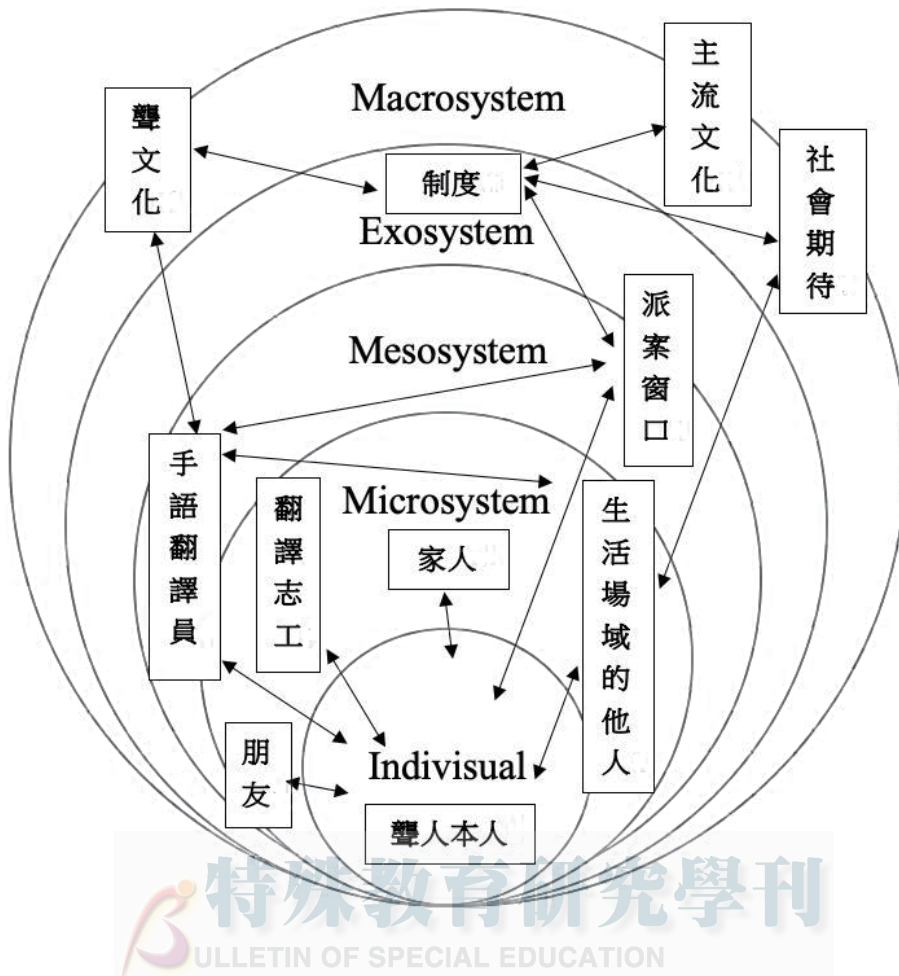 Macrosystem
聾文化
主流文化
社會期待
制度
Exosystem
派案窗口
Mesosystem
手語翻譯員
翻譯志工
Microsystem
家人
生活場域的他人
朋友
Indivisual
聾人本人
特殊教育研究學刊
BULLETIN OF SPECIAL EDUCATION